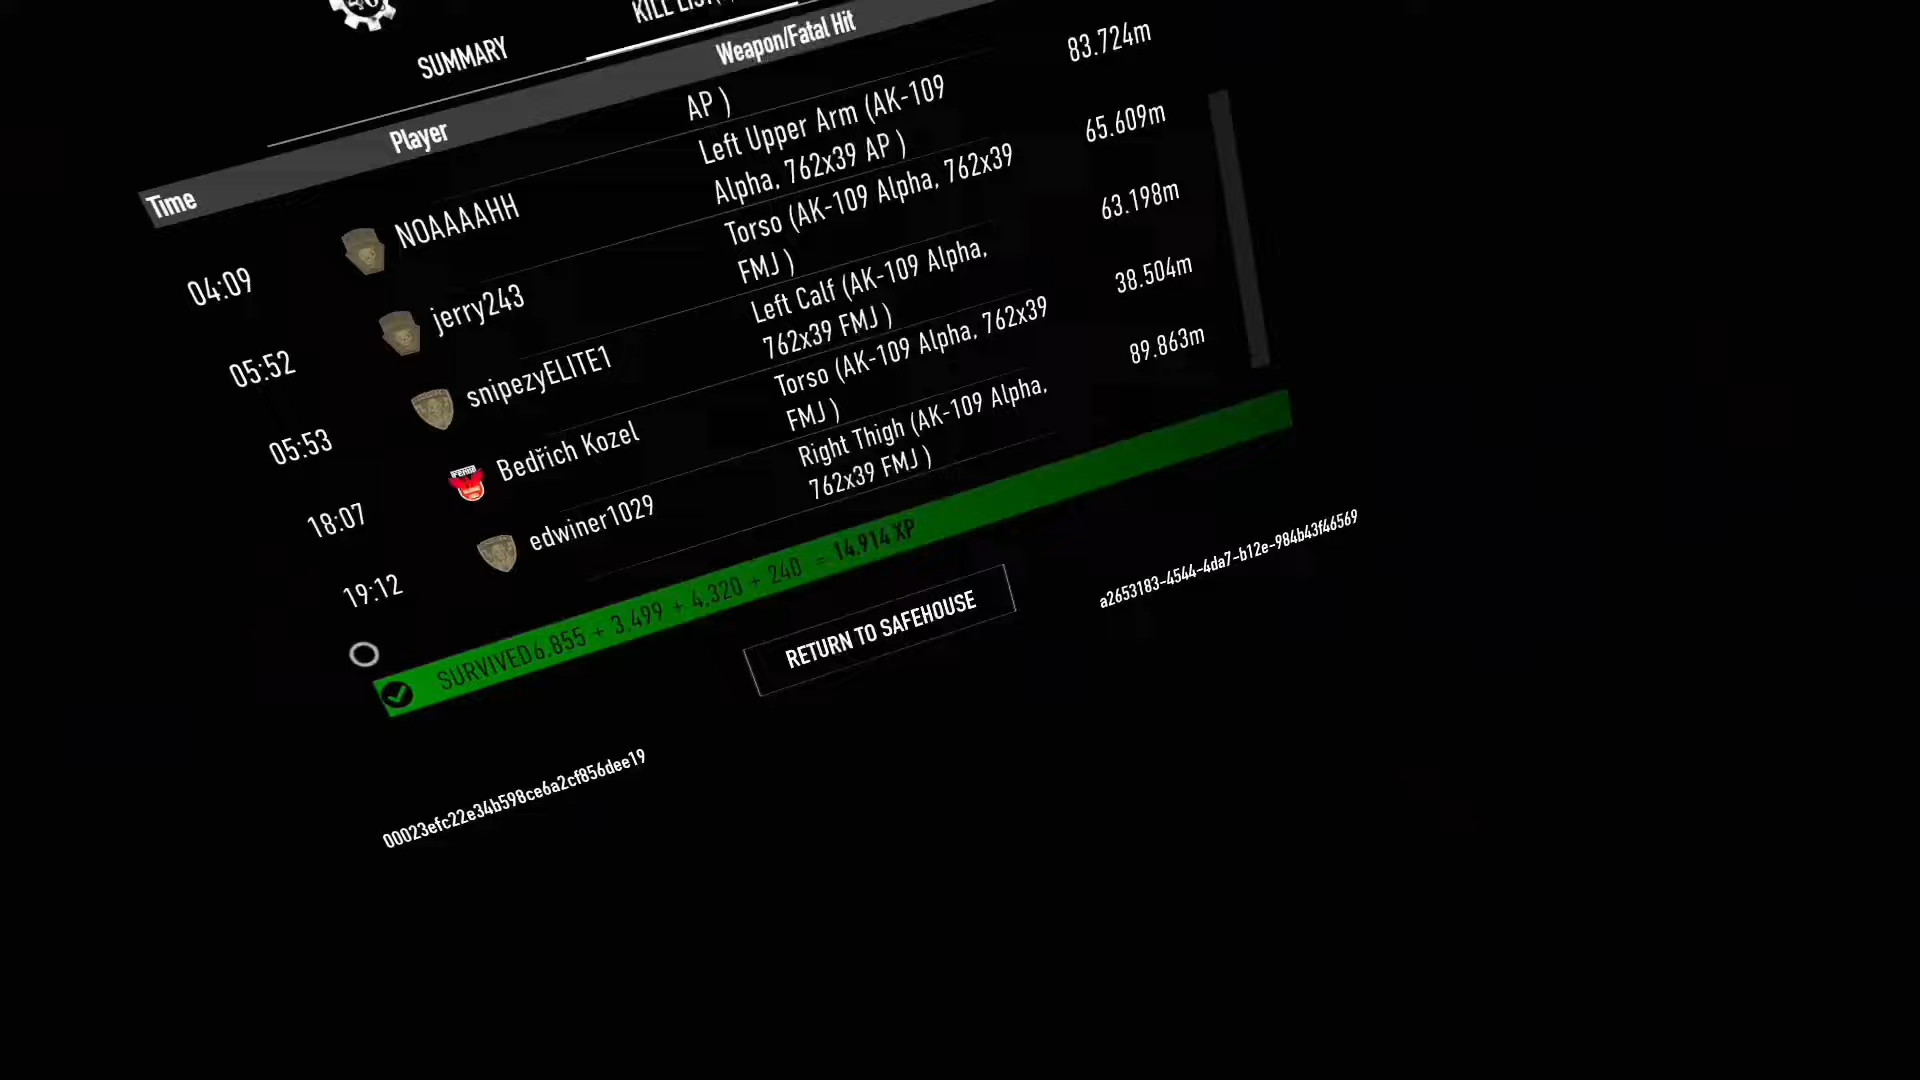 KILL LIST
SUMMARY
Time
Player
Weapon/Fatal Hit
AP )
04:09
NOAAAAHH
Left Upper Arm (AK-109
Alpha, 762x39 AP )
83.724m
05:52
jerry243
Torso (AK-109 Alpha, 762x39
FMJ )
65.609m
05:53
snipezyELITE1
Left Calf (AK-109 Alpha,
762x39 FMJ )
63.198m
18:07
Bedřich Kozel
Torso (AK-109 Alpha, 762x39
FMJ )
38.504m
19:12
edwiner1029
Right Thigh (AK-109 Alpha,
762x39 FMJ )
89.863m
SURVIVED 6,855 + 3,499 + 4,320 + 240 = 14,914 XP
RETURN TO SAFEHOUSE
a2653183-4544-4da7-b12e-984b43f46569
00023efc22e34b598ce6a2cf856dee19